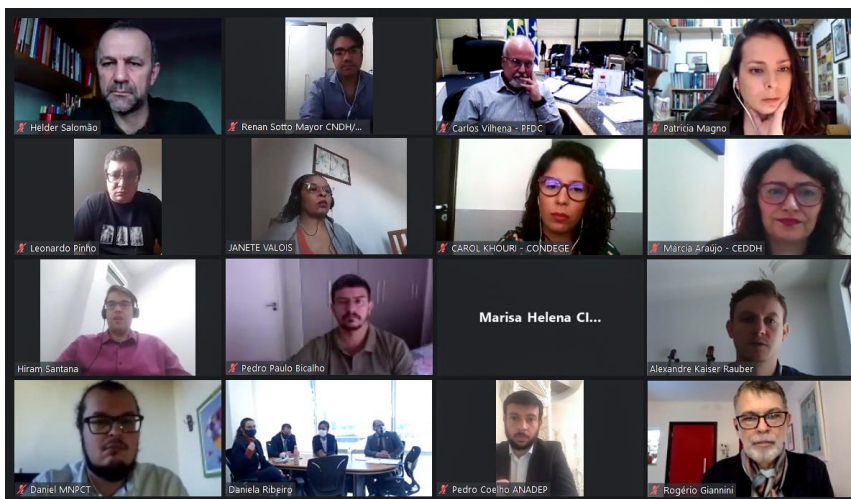 Helder Salomão
Renan Sotto Mayor CNDH/...
Carlos Vilhena - PFDC
Patricia Magno
Leonardo Pinho
JANETE VALOIS
CAROL KHOURI - CONDEGE
Marcia Araújo - CEDDH
Hiram Santana
Pedro Paulo Bicalho
Marisa Helena Cl...
Alexandre Kaiser Rauber
Daniel MNPCT
Daniela Ribeiro
Pedro Coelho ANADEP
Rogério Giannini